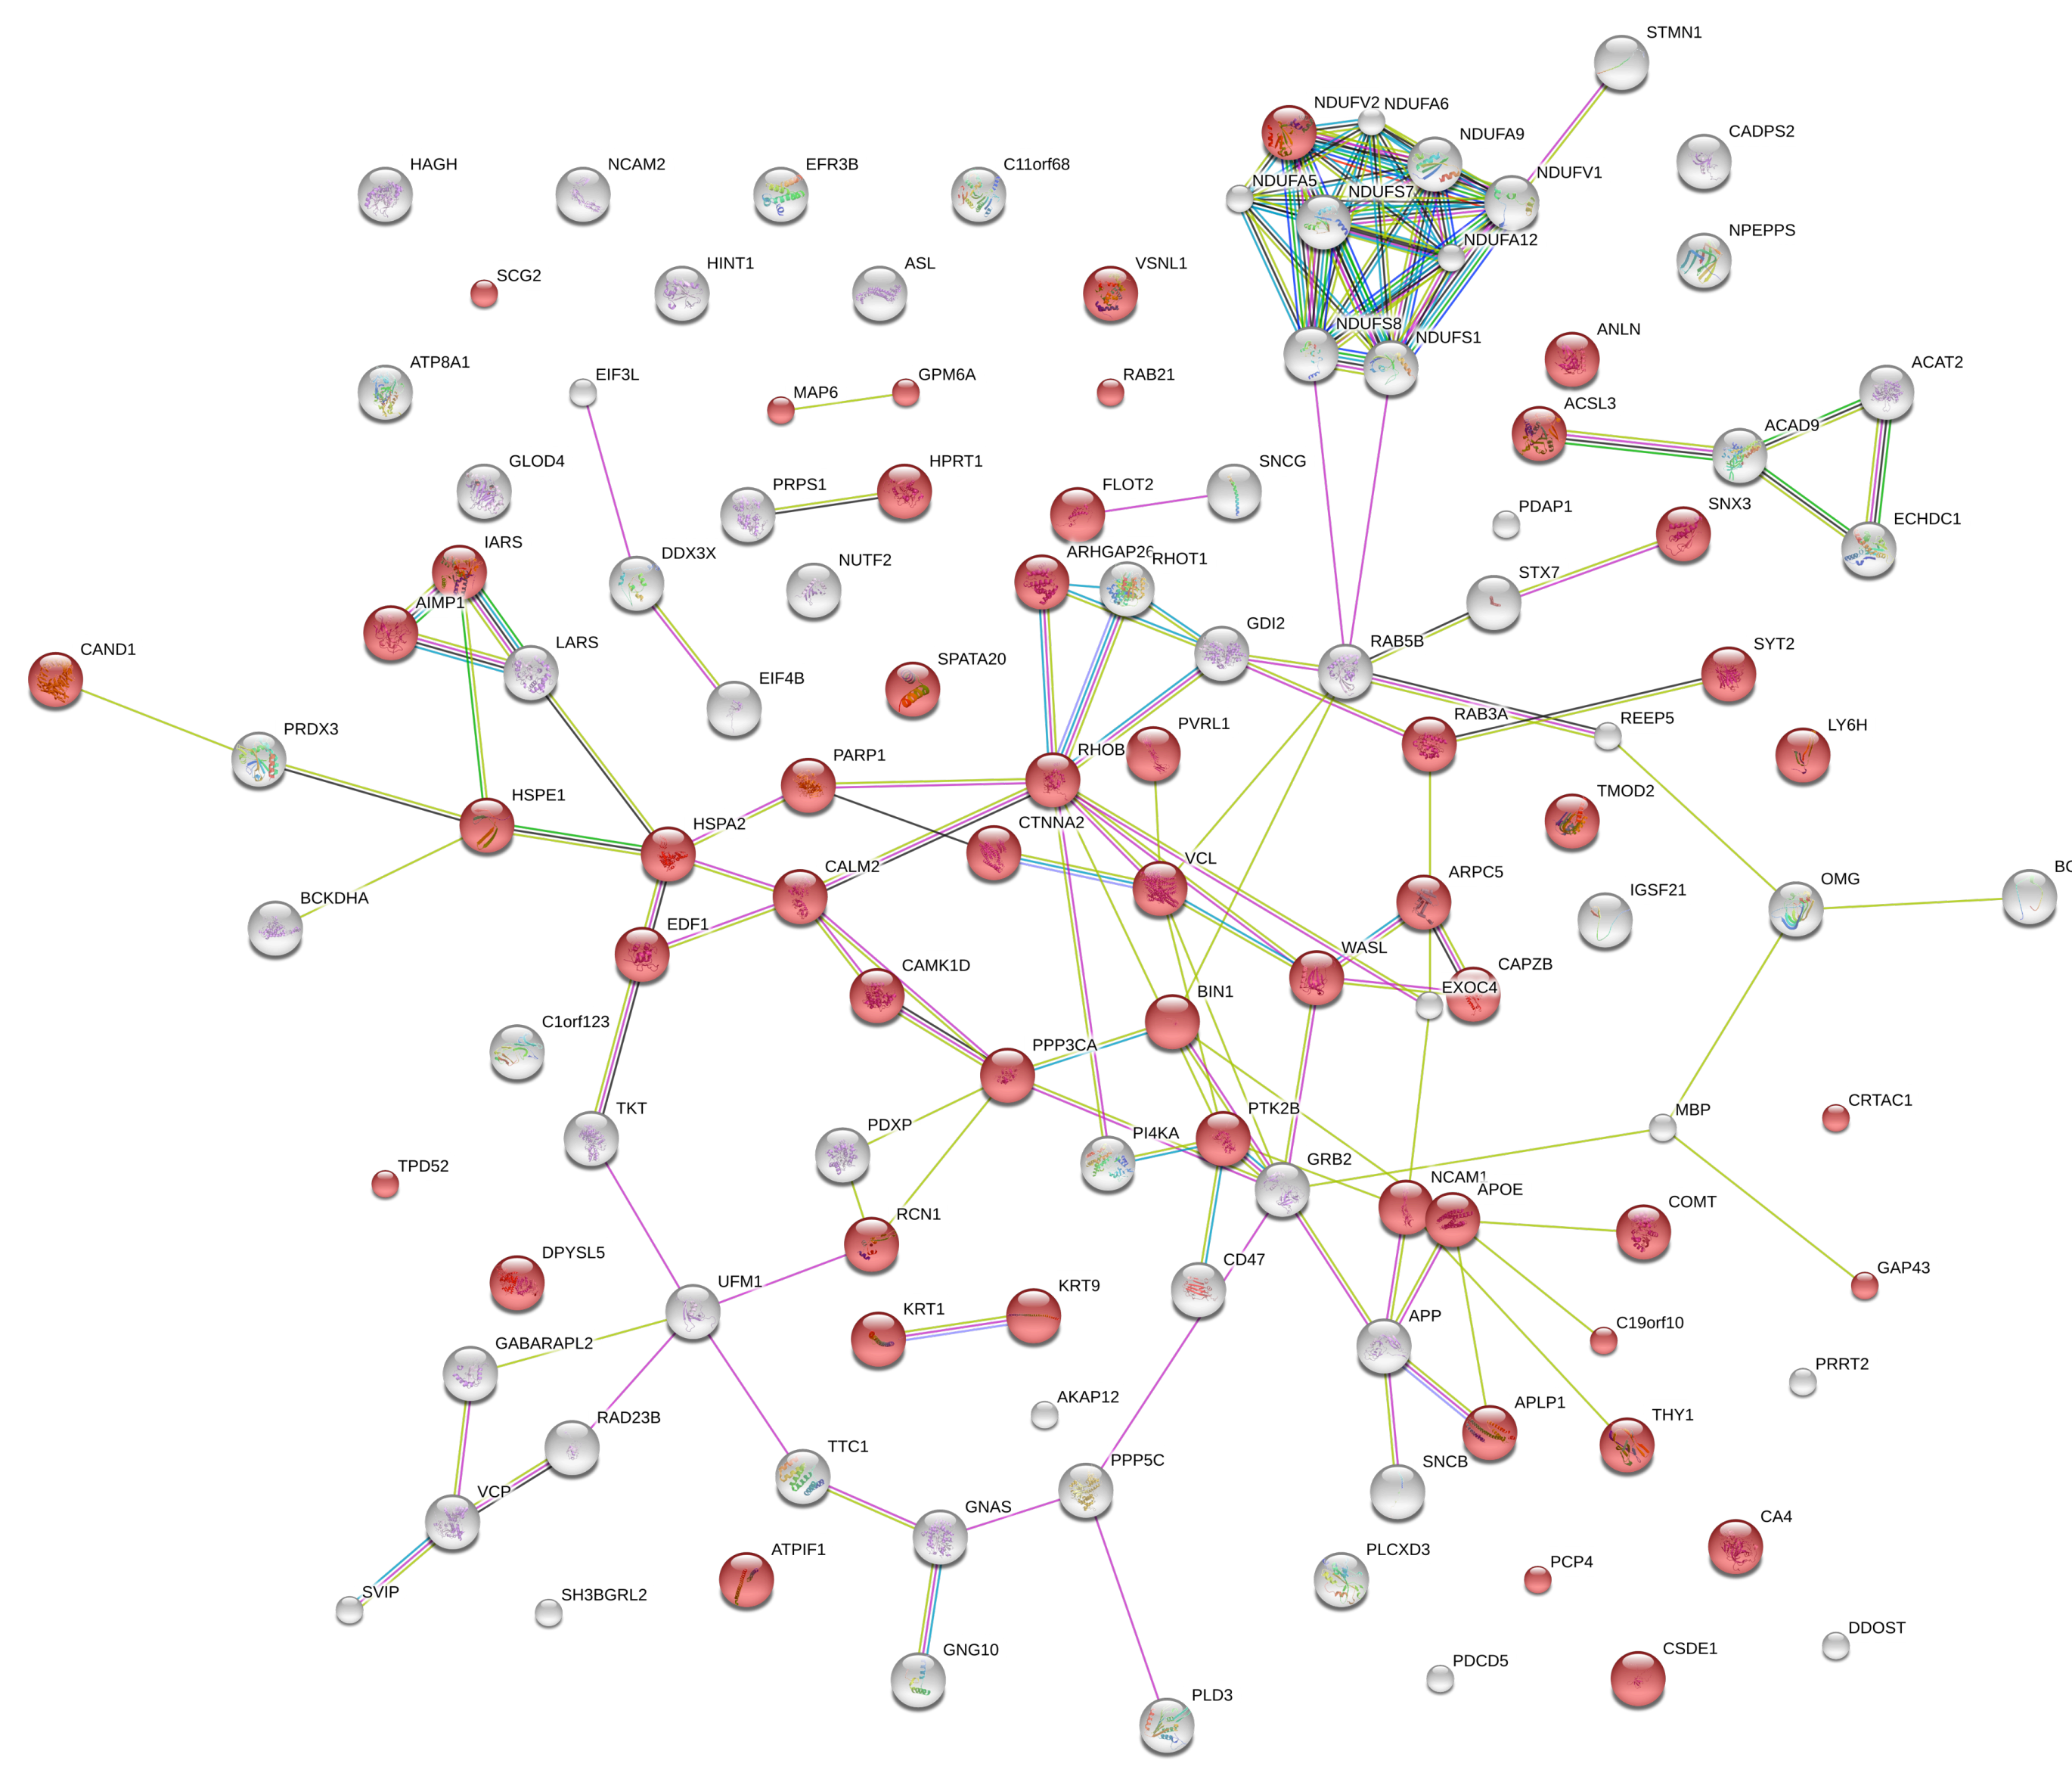 STMN1
NDUFV2
NDUFA6
NDUFA9
CADPS2
HAGH
NCAM2
EFR3B
C11orf68
NDUFV1
NDUFA5
NDUFS7
NPEPPS
NDUFA12
SCG2
HINT1
ASL
VSNL1
NDUFS8
NDUFS1
ANLN
ATP8A1
EIF3L
MAP6
GPM6A
RAB21
ACAT2
ACSL3
ACAD9
GLOD4
PRPS1
HPRT1
FLOT2
SNCG
PDAP1
SNX3
ECHDC1
IARS
DDX3X
NUTF2
ARHGAP26
RHOT1
STX7
AIMP1
LARS
GDI2
RAB5B
CAND1
EIF4B
SPATA20
SYT2
PRDX3
PARP1
RHOB
PVRL1
RAB3A
REEP5
LY6H
HSPE1
HSPA2
CTNNA2
TMOD2
CALM2
VCL
ARPC5
IGSF21
OMG
BC
BCKDHA
EDF1
CAMK1D
WASL
CAPZB
EXOC4
BIN1
C1orf123
PPP3CA
TKT
PDXP
PI4KA
PTK2B
MBP
CRTAC1
TPD52
GRB2
NCAM1
APOE
COMT
RCN1
DPYSL5
UFM1
CD47
GAP43
KRT1
KRT9
APP
C19orf10
GABARAPL2
PRRT2
AKAP12
APLP1
THY1
RAD23B
TTC1
PPP5C
SNCB
VCP
GNAS
CA4
ATPIF1
PLCXD3
PCP4
SVIP
SH3BGRL2
DDOST
GNG10
PDCD5
CSDE1
PLD3